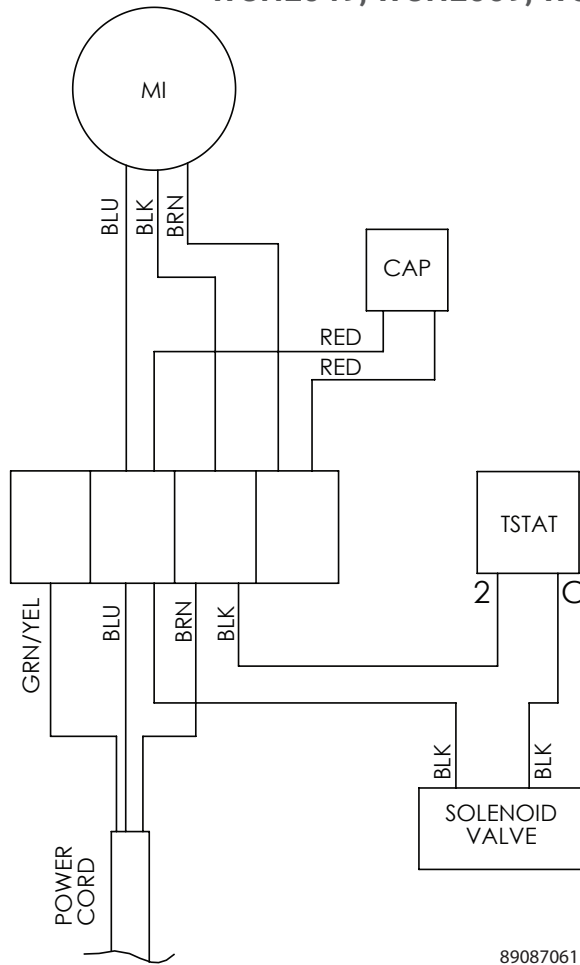 MI
BLU
BLK
BRN
CAP
RED
RED
TSTAT
2
C
GRN/YEL
BLU
BRN
BLK
BLK
BLK
SOLENOID
VALVE
POWER
CORD
89087061